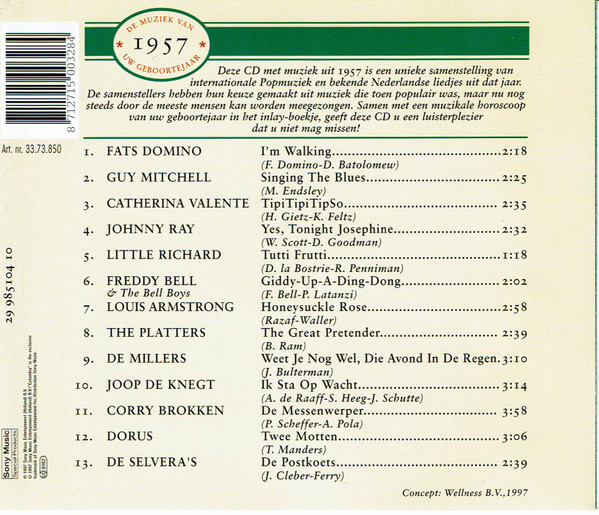 DE MUZIEK VAN
1957
UW GEBOORTEJAAR
8 712715 003284
Art. nr. 33.73.850
Deze CD met muziek uit 1957 is een unieke samenstelling van
internationale Popmuziek en bekende Nederlandse liedjes uit dat jaar.
De samenstellers hebben hun keuze gemaakt uit muziek die toen populair was, maar nu nog
steeds door de meeste mensen kan worden meegezongen. Samen met een muzikale horoscoop
van uw geboortejaar in het inlay-boekje, geeft deze CD u een luisterplezier
dat u niet mag missen!
1. FATS DOMINO I'm Walking 2:18
(F. Domino-D. Batolomew)
2. GUY MITCHELL Singing The Blues 2:25
(M. Endsley)
3. CATHERINA VALENTE TipiTipiTipSo 2:35
(H. Gietz-K. Feltz)
4. JOHNNY RAY Yes, Tonight Josephine 2:32
(W. Scott-D. Goodman)
5. LITTLE RICHARD Tutti Frutti 1:18
(D. la Bostrie-R. Penniman)
6. FREDDY BELL Giddy-Up-A-Ding-Dong 2:02
& The Bell Boys (F. Bell-P. Latanzi)
7. LOUIS ARMSTRONG Honeysuckle Rose 2:58
(Razaf-Waller)
8. THE PLATTERS The Great Pretender 2:39
(B. Ram)
9. DE MILLERS Weet Je Nog Wel, Die Avond In De Regen. 3:10
(J. Bulterman)
10. JOOP DE KNEGT Ik Sta Op Wacht 3:14
(A. de Raaff-S. Heeg-J. Schutte)
11. CORRY BROKKEN De Messenwerper 3:58
(P. Scheffer-A. Pola)
12. DORUS Twee Motten 3:06
(T. Manders)
13. DE SELVERA'S De Postkoets 2:39
(J. Cleber-Ferry)
Concept: Wellness B.V.,1997
29 985104 10
Sony Music
Special Products